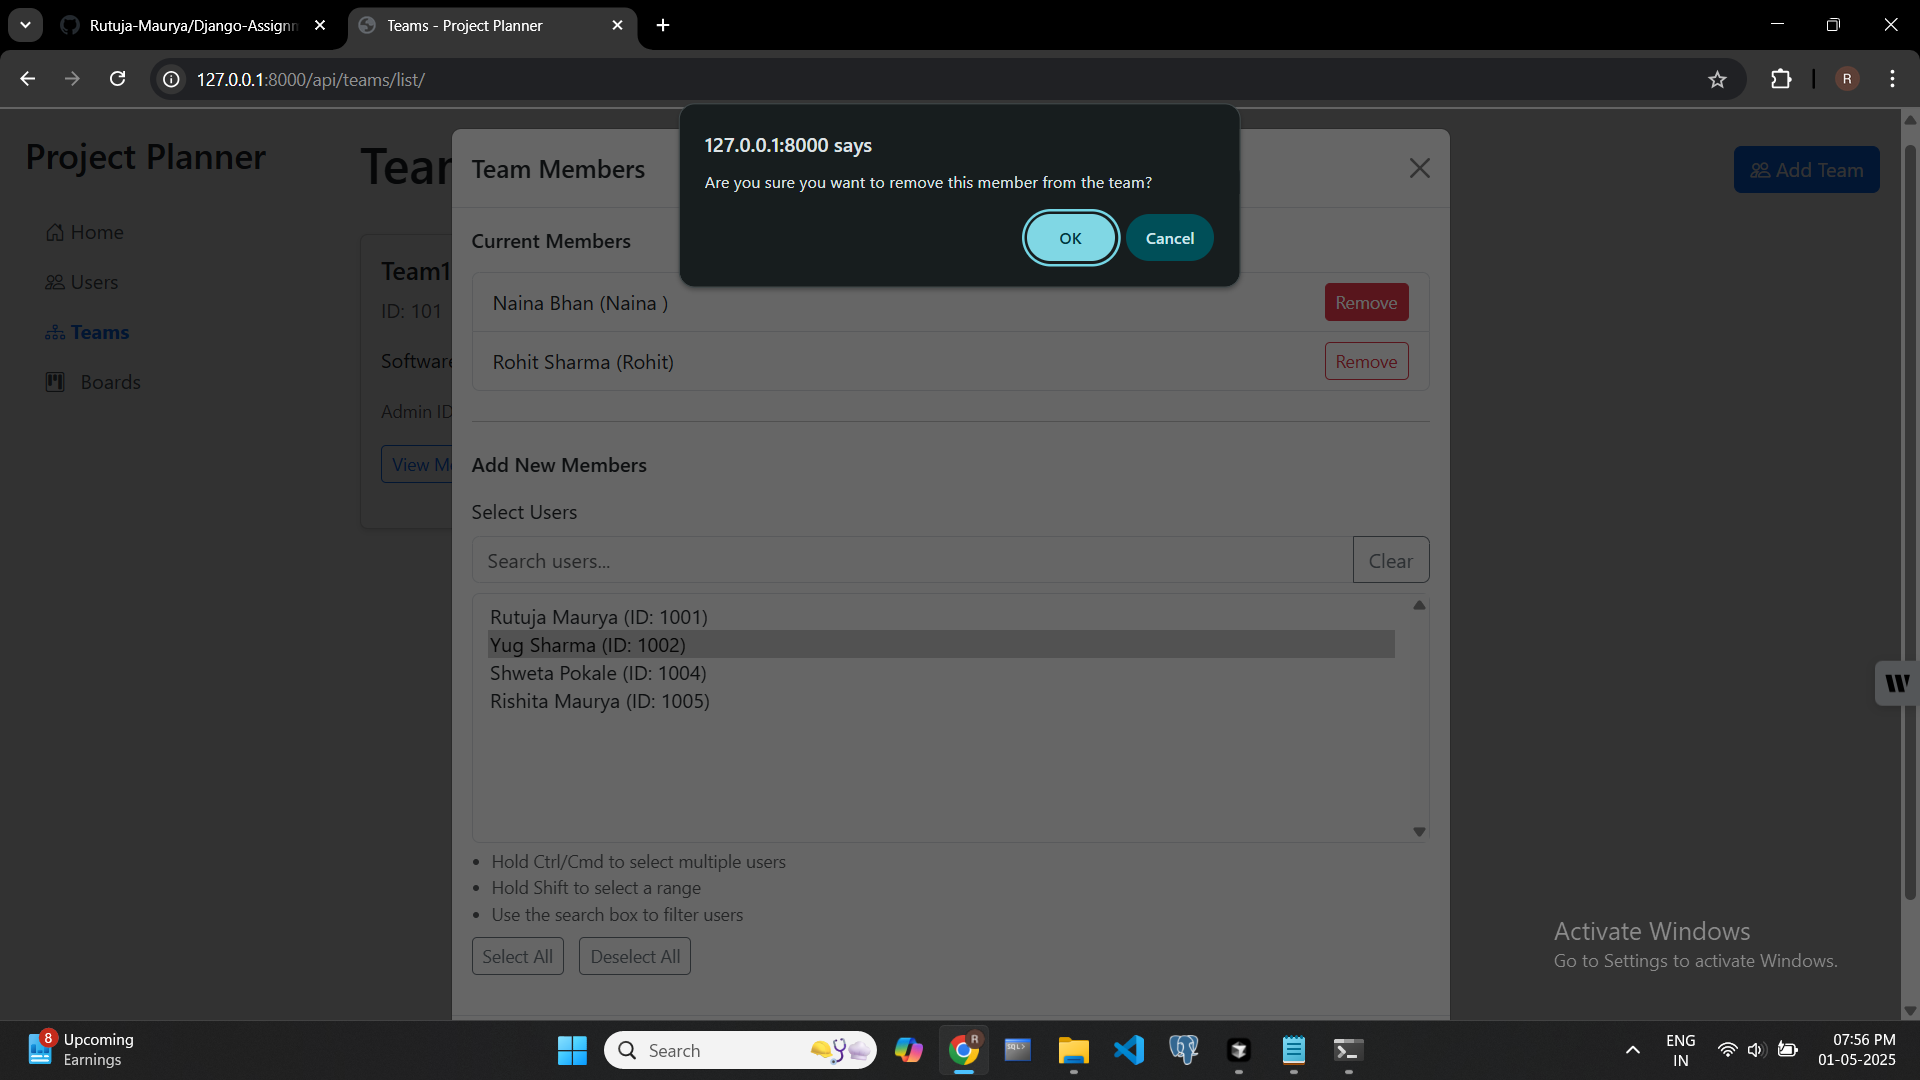 Rutuja-Maurya/Django-Assignm
Teams - Project Planner
127.0.0.1:8000/api/teams/list/
R
127.0.0.1:8000 says
Are you sure you want to remove this member from the team?
OK
Cancel
Project Planner
Home
Users
Teams
Boards
Team
Add Team
Team1
ID: 101
Software
Admin ID
View Me
Team Members
Current Members
Naina Bhan (Naina )
Remove
Rohit Sharma (Rohit)
Remove
Add New Members
Select Users
Search users...
Clear
Rutuja Maurya (ID: 1001)
Yug Sharma (ID: 1002)
Shweta Pokale (ID: 1004)
Rishita Maurya (ID: 1005)
• Hold Ctrl/Cmd to select multiple users
• Hold Shift to select a range
• Use the search box to filter users
Select All
Deselect All
W
Activate Windows
Go to Settings to activate Windows.
8
Upcoming
Earnings
Search
R
SQL>
ENG
IN
07:56 PM
01-05-2025